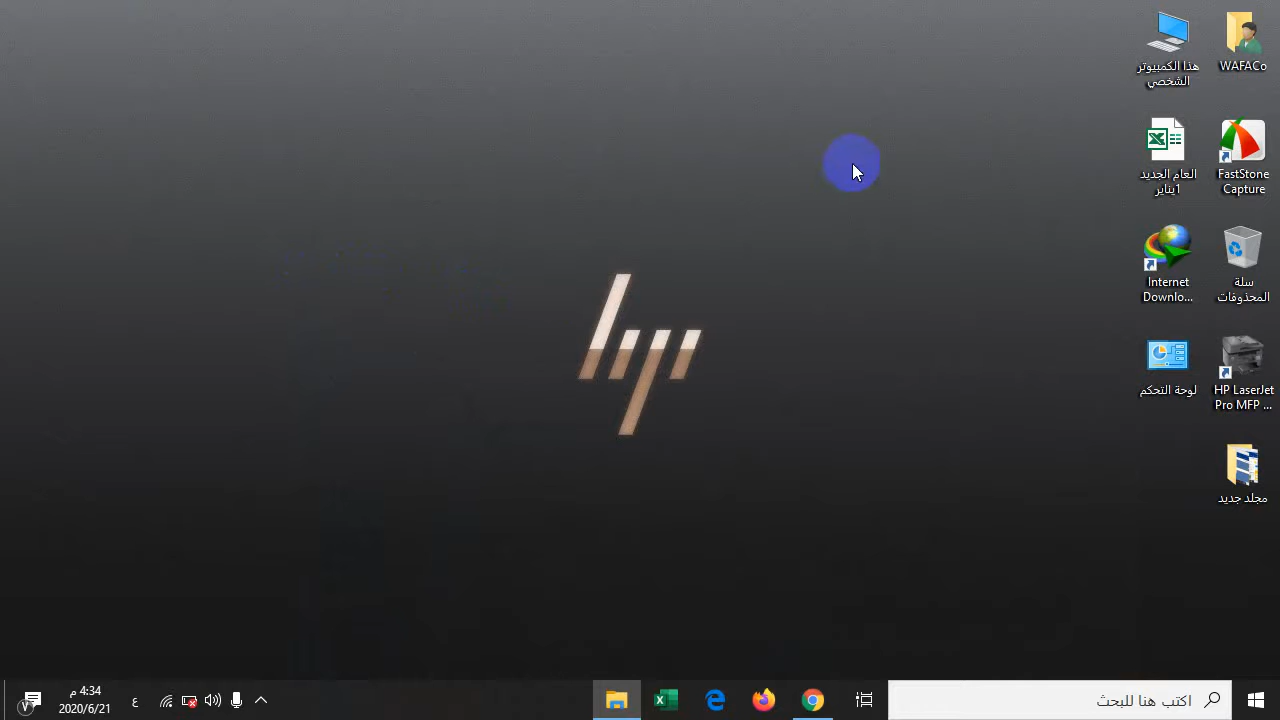 WAFACo
هذا الكمبيوتر
الشخصي
FastStone
Capture
العام الجديد
1يناير
سلة
المحذوفات
Internet
Downlo...
HP LaserJet
Pro MFP ...
لوحة التحكم
مجلد جديد
hp
اكتب هنا للبحث
ع
4:34 م
2020/6/21